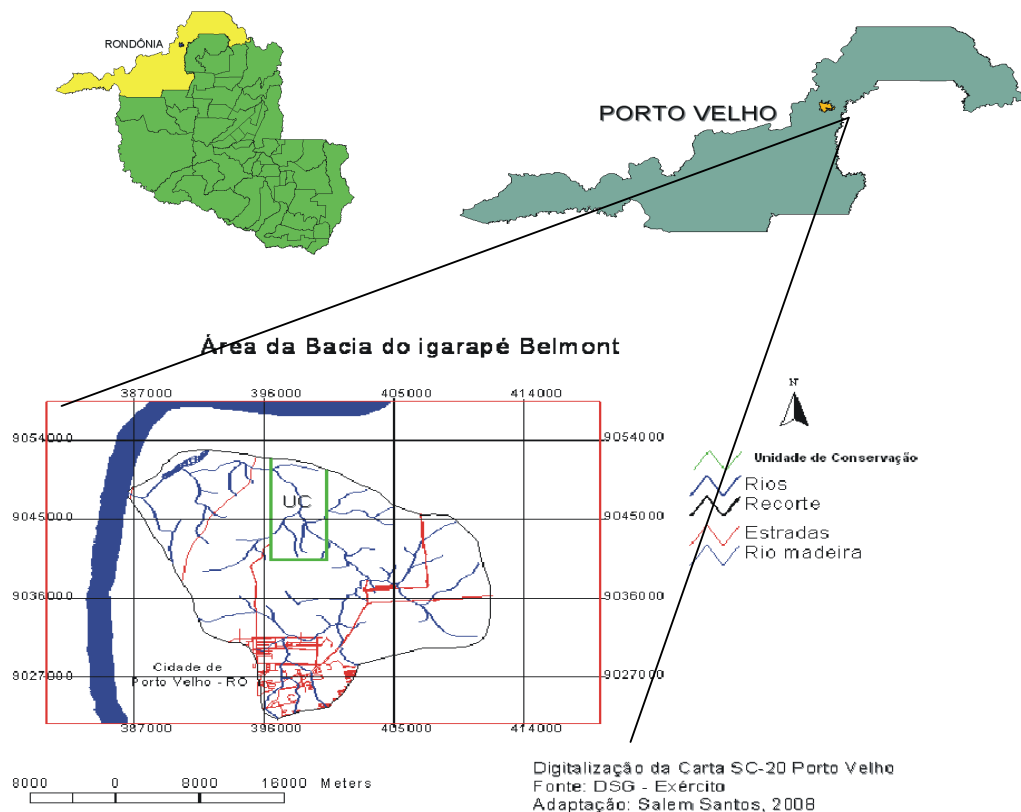 RONDÔNIA
PORTO VELHO
Área da Bacia do igarapé Belmont
387000 396000 405000 414000
9054000 9054000
N
Unidade de Conservação
Rios
UC
Recorte
9045000 9045000
Estradas
Rio madeira
9036000 9036000
Cidade de
Porto Velho - RO
9027000 9027000
387000 396000 405000 414000
8000 0 8000 16000 Meters
Digitalização da Carta SC-20 Porto Velho
Fonte: DSG - Exército
Adaptação: Salem Santos, 2008